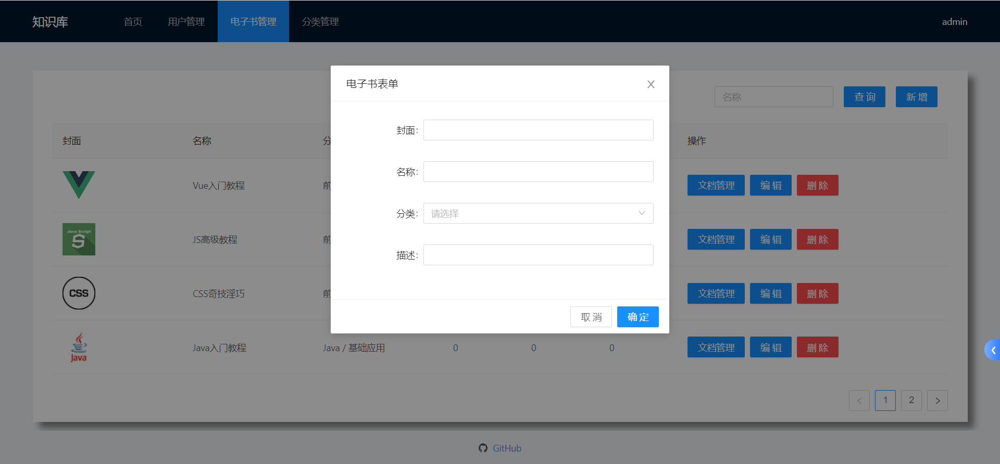 知识库 首页 用户管理 电子书管理 分类管理 admin
电子书表单
名称 查 询 新 增
封面:
封面 名称 分 操作
名称:
Vue入门教程 前 文档管理 编 辑 删 除
分类: 请选择
Java Script
JS高级教程 前 文档管理 编 辑 删 除
描述:
CSS
CSS奇技淫巧 前 文档管理 编 辑 删 除
取 消 确 定
Java
Java入门教程 Java / 基础应用 0 0 0 文档管理 编 辑 删 除
< 1 2 >
GitHub